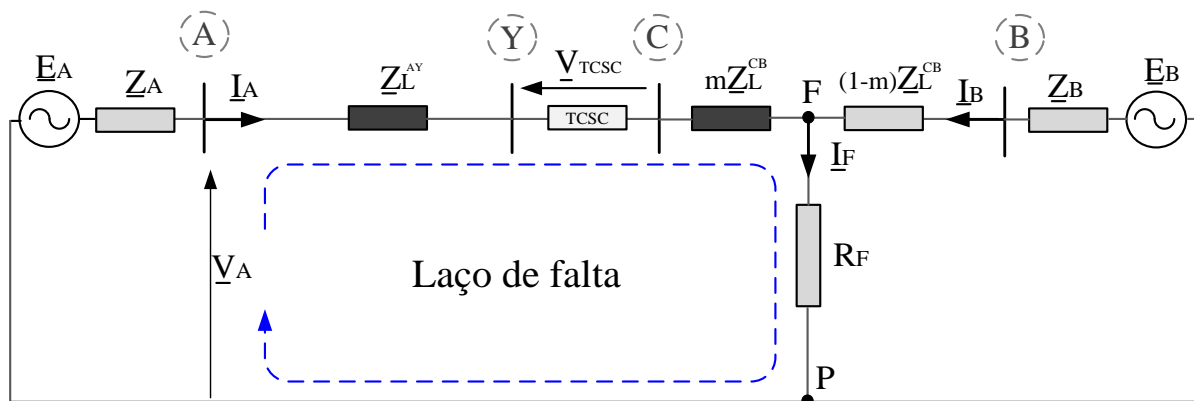 A
Y
C
B
E̲A
Z̲A
I̲A
Z̲L^AY
V̲TCSC
TCSC
mZ̲L^CB
F
(1-m)Z̲L^CB
I̲B
Z̲B
E̲B
I̲F
V̲A
Laço de falta
RF
P